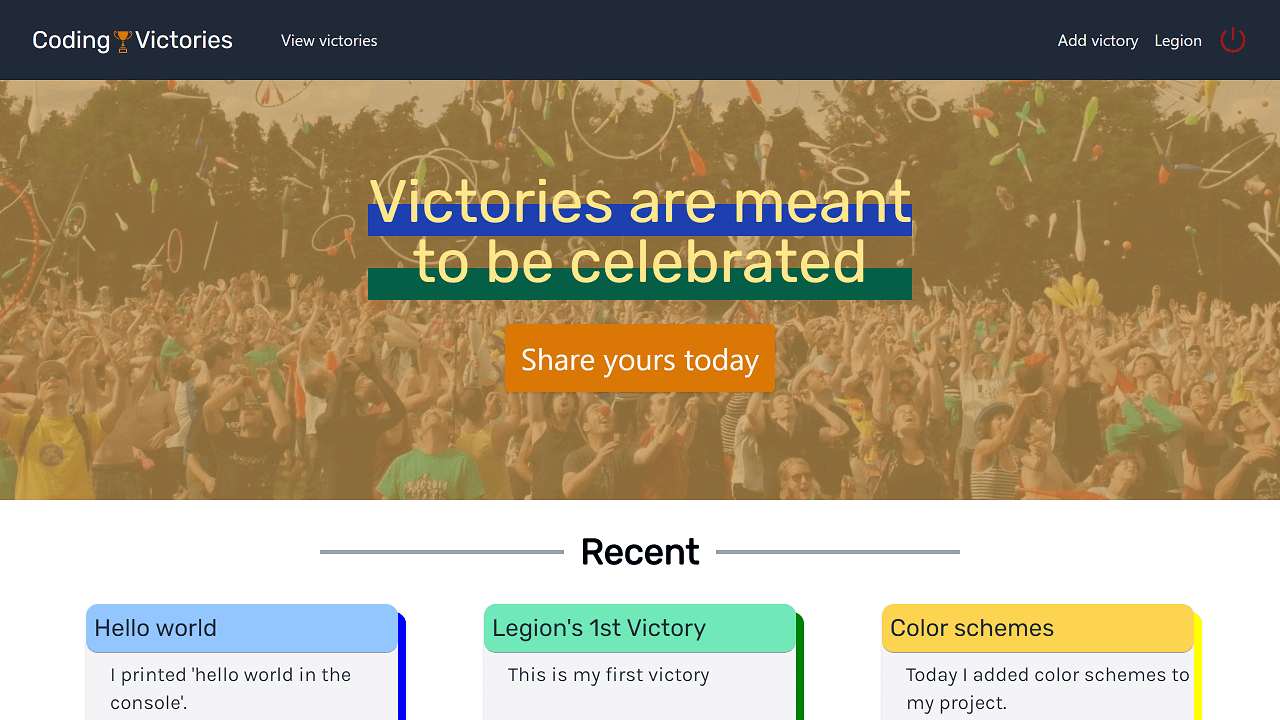 Coding Victories
View victories
Add victory
Legion
Victories are meant
to be celebrated
Share yours today
Recent
Hello world
I printed 'hello world in the
console'.
Legion's 1st Victory
This is my first victory
Color schemes
Today I added color schemes to
my project.